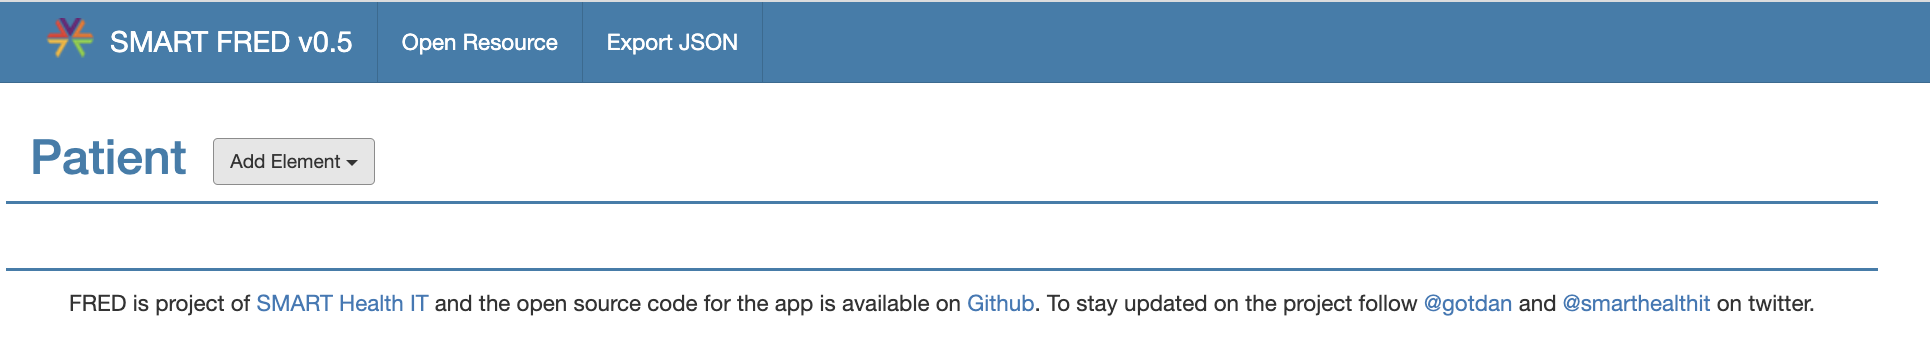 SMART FRED v0.5 Open Resource Export JSON
Patient Add Element
FRED is project of SMART Health IT and the open source code for the app is available on Github. To stay updated on the project follow @gotdan and @smarthealthit on twitter.